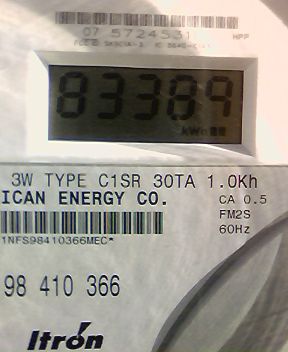 07 5724531 HPP
83389
kWh
3W TYPE C1SR 30TA 1.0Kh
ICAN ENERGY CO. CA 0.5
FM2S
1NFS98410366MEC* 60Hz
98 410 366
Itron